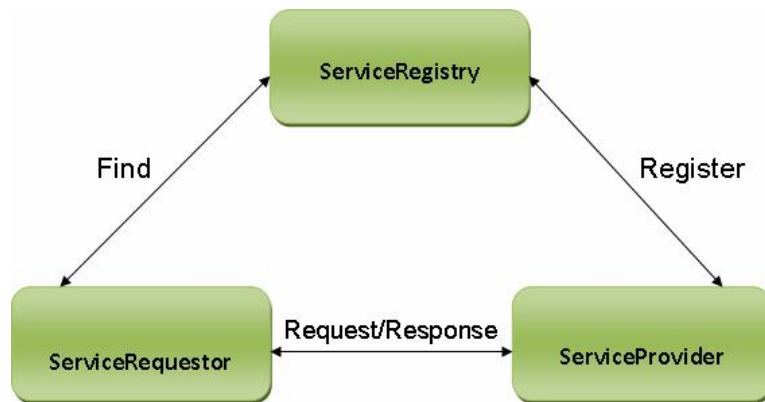 ServiceRegistry
Find
Register
Request/Response
ServiceRequestor
ServiceProvider